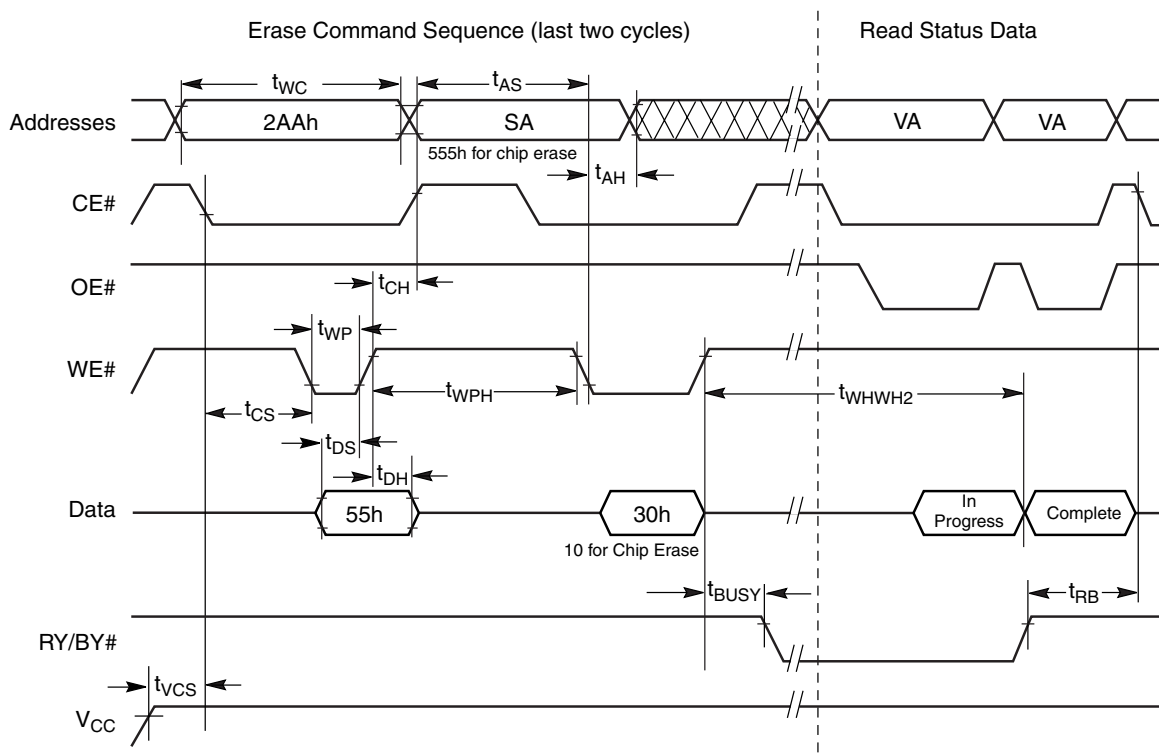 Erase Command Sequence (last two cycles)
Read Status Data
tWC
tAS
Addresses
2AAh
SA
VA
VA
555h for chip erase
tAH
CE#
OE#
tCH
tWP
WE#
tWPH
tWHWH2
tCS
tDS
tDH
Data
55h
30h
In
Progress
Complete
10 for Chip Erase
tBUSY
tRB
RY/BY#
tVCS
VCC